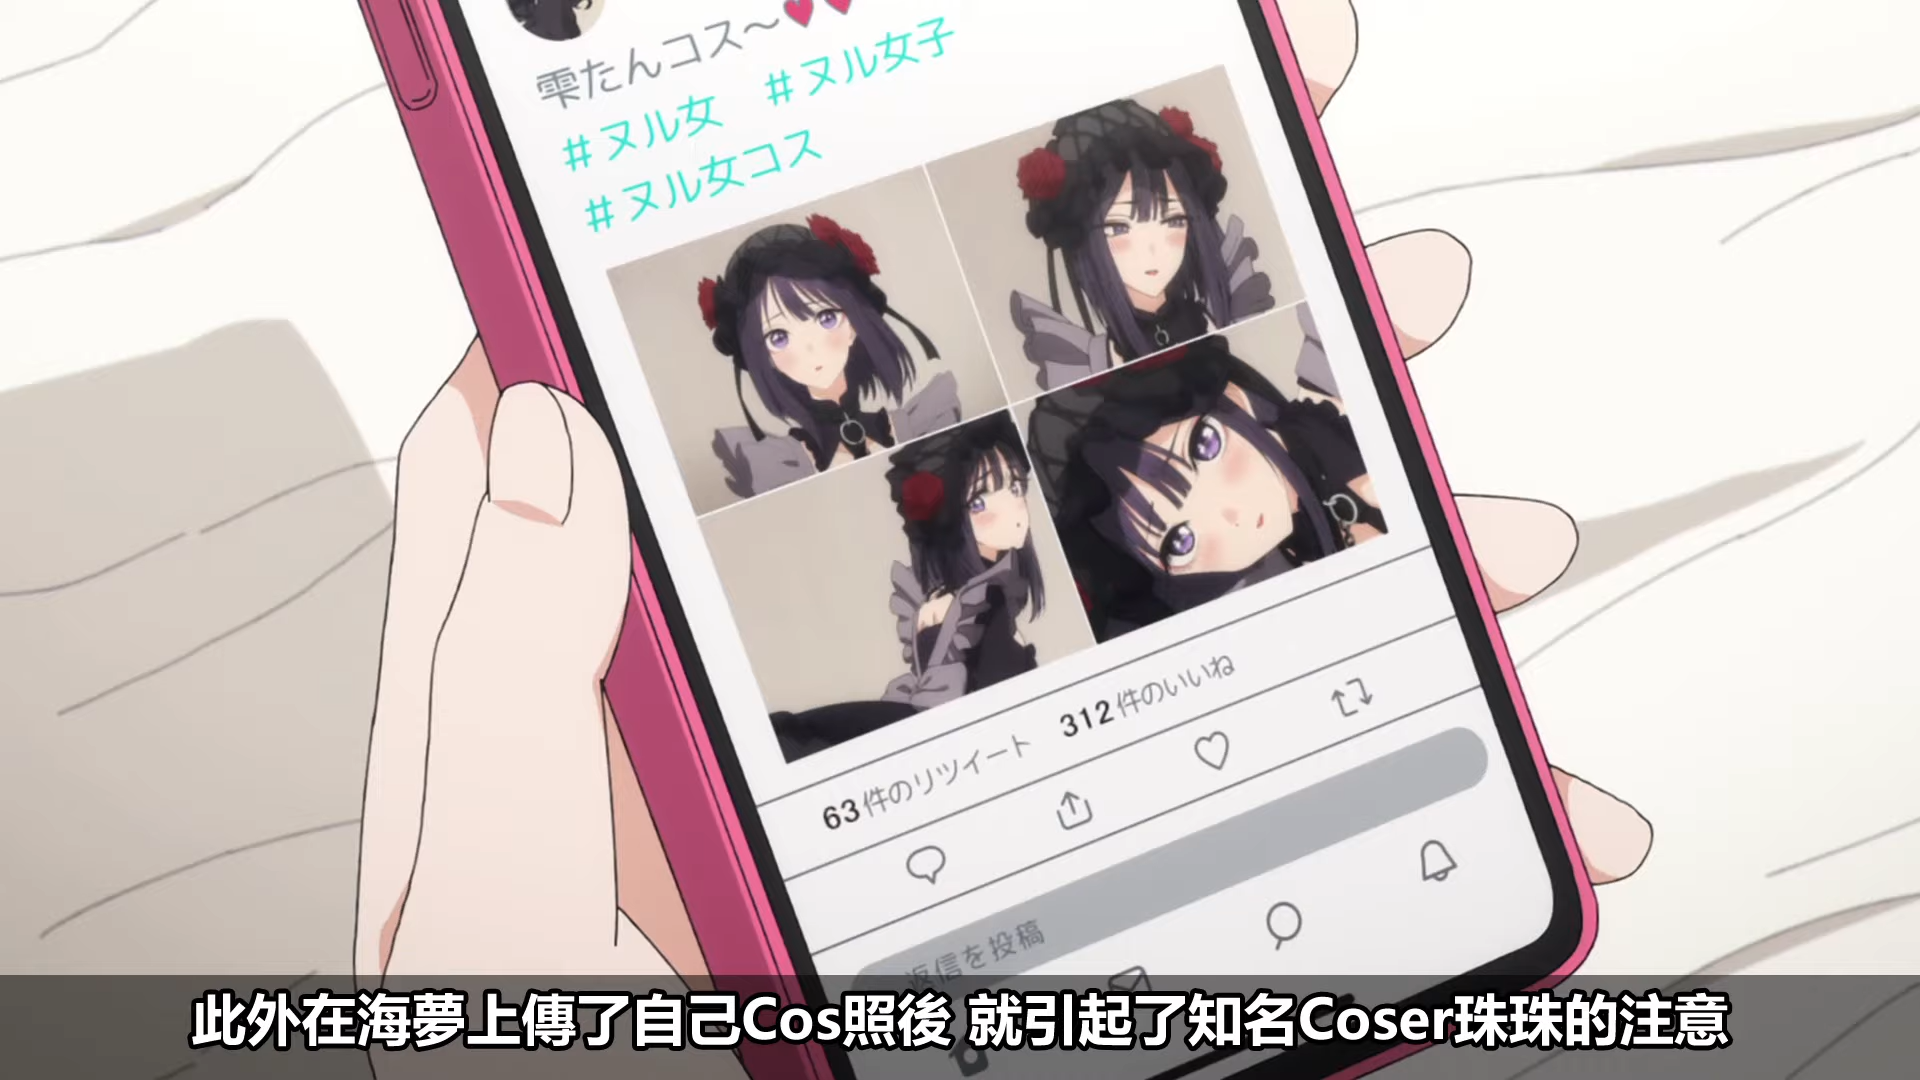 雫たんコス～♥♥
#ヌル女 #ヌル女子
#ヌル女コス
63件のリツイート 312件のいいね
返信を投稿
此外在海夢上傳了自己Cos照後 就引起了知名Coser珠珠的注意